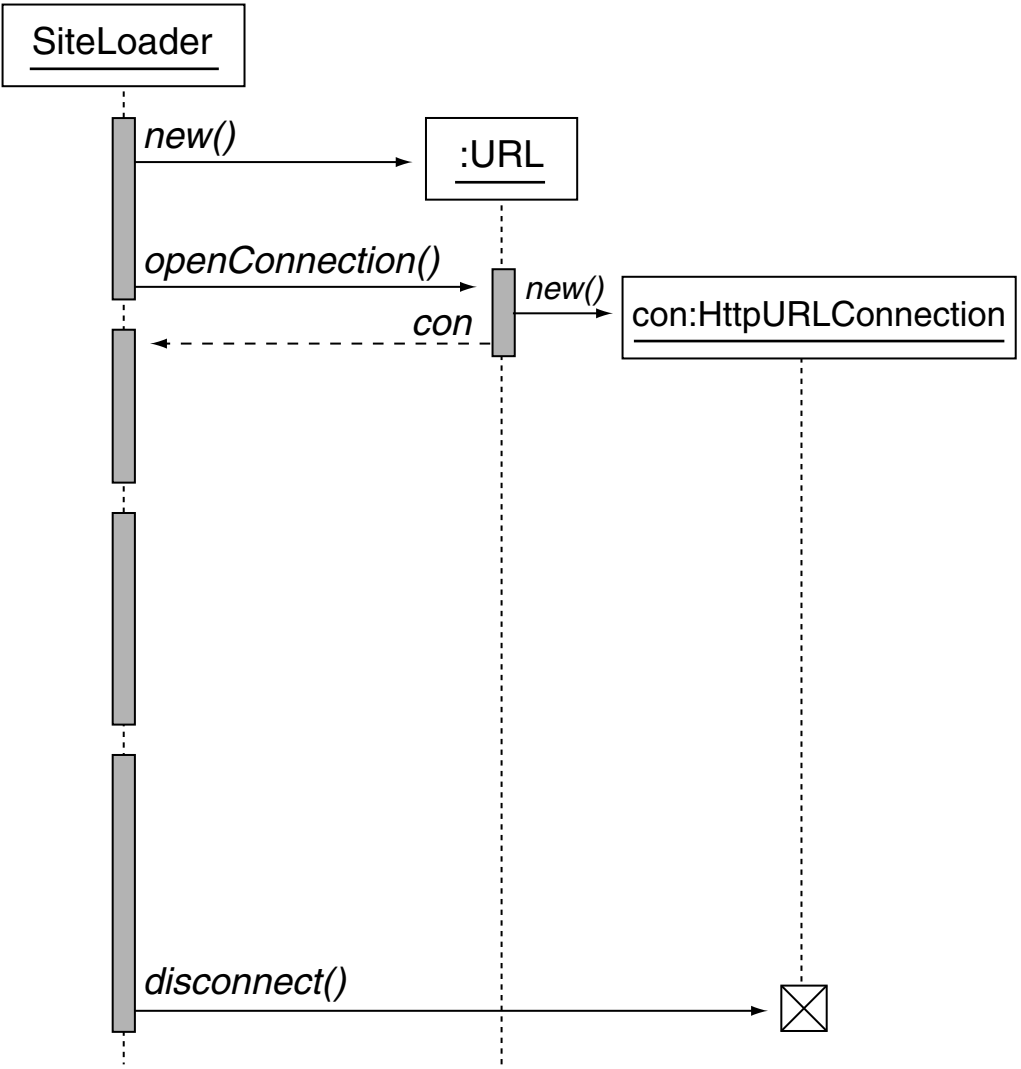 SiteLoader
new()
:URL
openConnection()
new()
con:HttpURLConnection
con
disconnect()